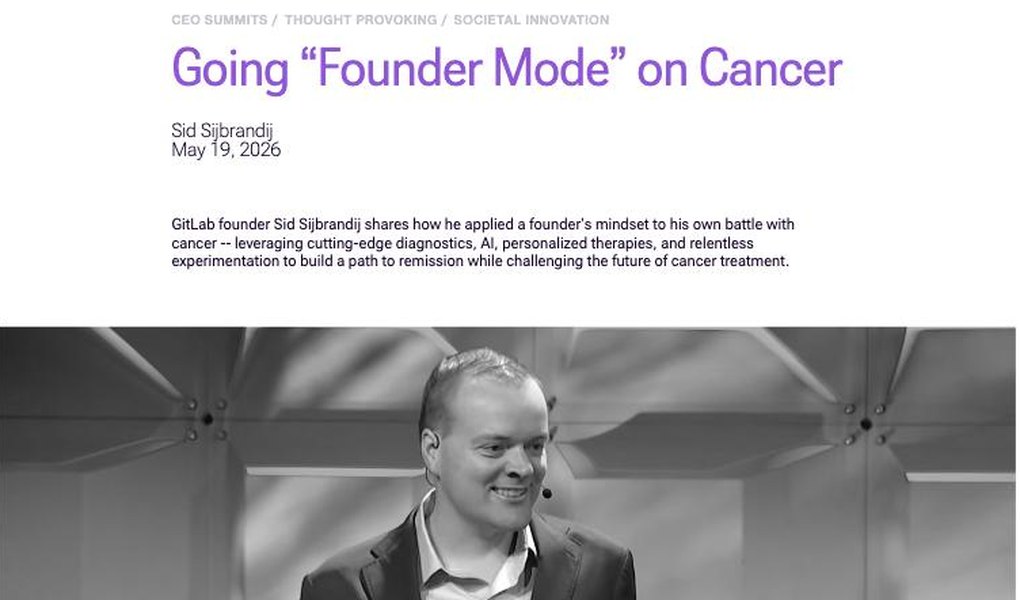 CEO SUMMITS / THOUGHT PROVOKING / SOCIETAL INNOVATION
Going “Founder Mode” on Cancer
Sid Sijbrandij
May 19, 2026
GitLab founder Sid Sijbrandij shares how he applied a founder's mindset to his own battle with
cancer -- leveraging cutting-edge diagnostics, AI, personalized therapies, and relentless
experimentation to build a path to remission while challenging the future of cancer treatment.